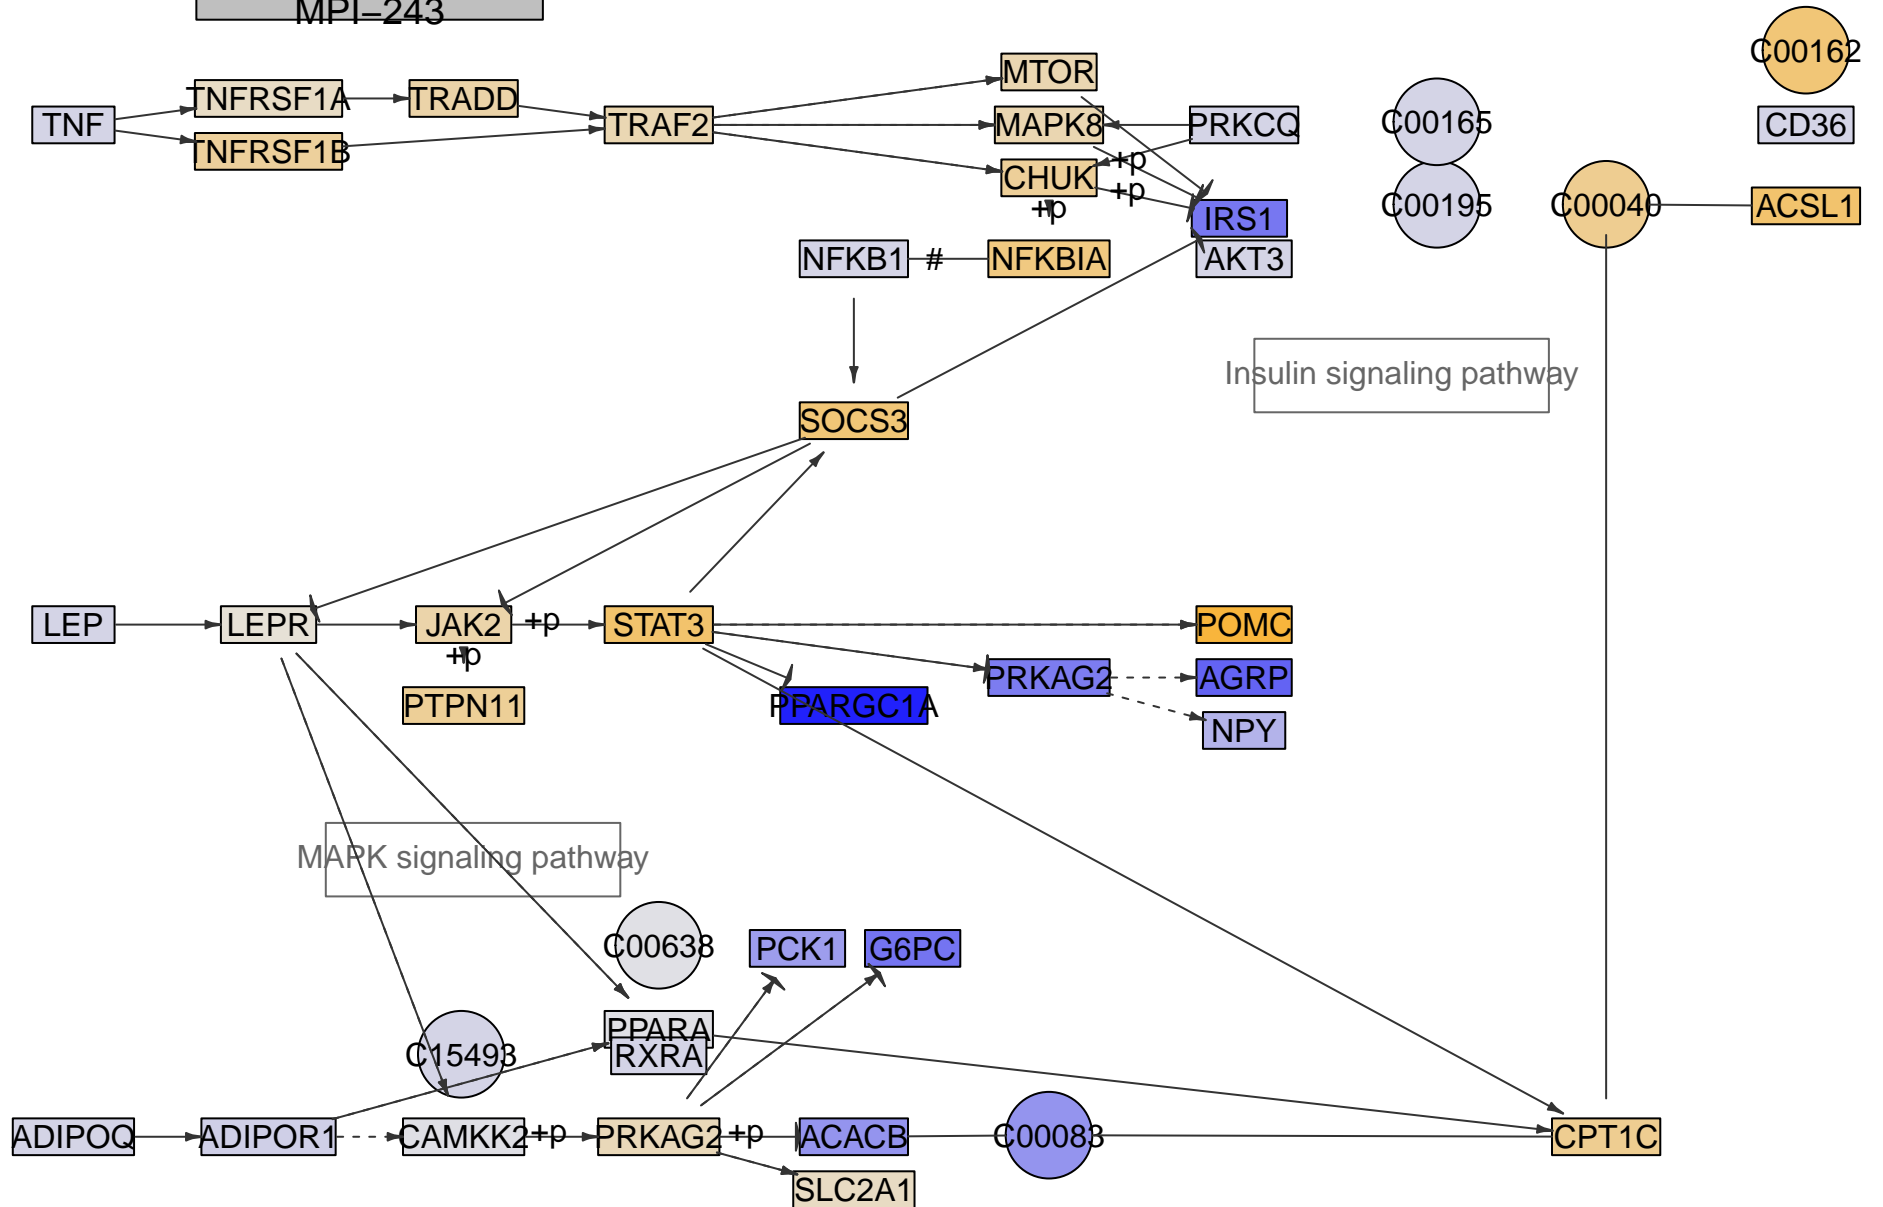 MPI–243
C00162
TNF
TNFRSF1A
TRADD
TNFRSF1B
TRAF2
MTOR
MAPK8
PRKCQ
CHUK
+p
+p
+p
C00165
CD36
C00195
C00040
ACSL1
IRS1
NFKB1
#
NFKBIA
AKT3
Insulin signaling pathway
SOCS3
LEP
LEPR
JAK2
+p
STAT3
POMC
+p
PTPN11
PPARGC1A
PRKAG2
AGRP
NPY
MAPK signaling pathway
C00638
PCK1
G6PC
C15493
PPARA
RXRA
ADIPOQ
ADIPOR1
CAMKK2
+p
PRKAG2
+p
ACACB
C00083
CPT1C
SLC2A1